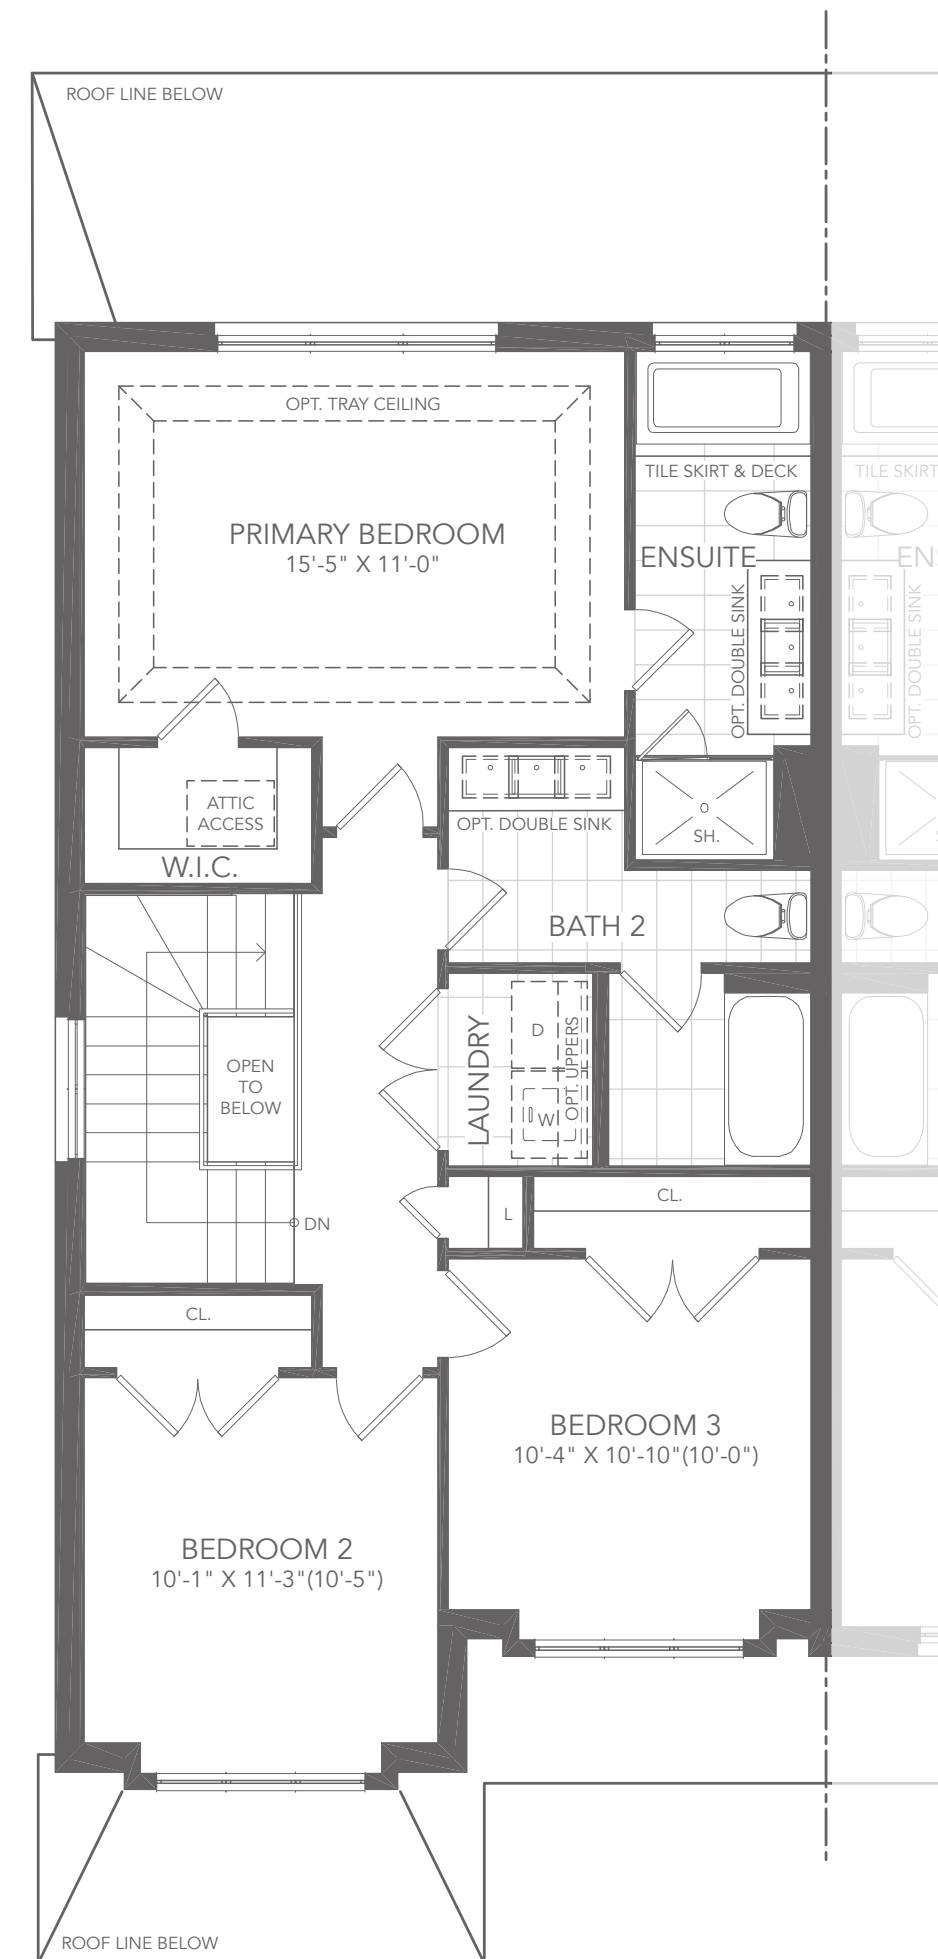 ROOF LINE BELOW
OPT. TRAY CEILING
PRIMARY BEDROOM
15'-5" X 11'-0"
TILE SKIRT & DECK
TILE SKIRT
ENSUITE
EN
OPT. DOUBLE SINK
OPT. DOUBLE SINK
ATTIC
ACCESS
W.I.C.
OPT. DOUBLE SINK
SH.
BATH 2
LAUNDRY
D
W
OPT. UPPERS
OPEN
TO
BELOW
DN
L
CL.
CL.
BEDROOM 3
10'-4" X 10'-10"(10'-0")
BEDROOM 2
10'-1" X 11'-3"(10'-5")
ROOF LINE BELOW